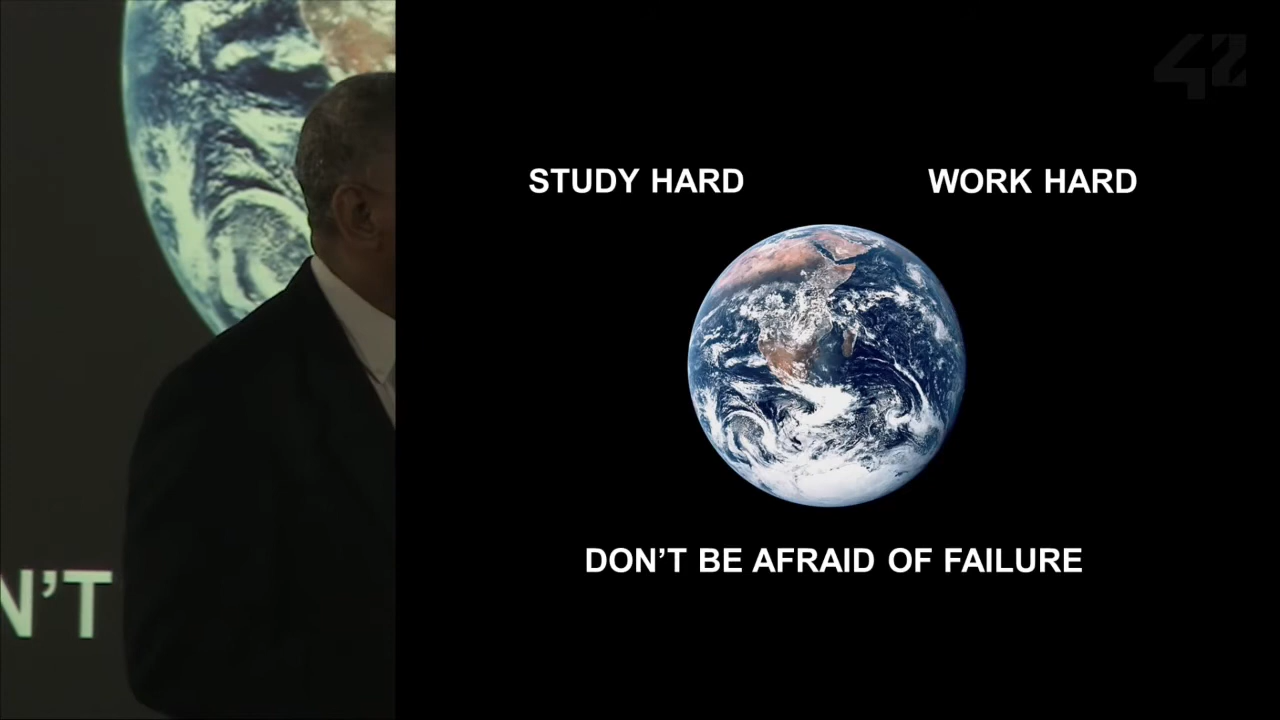 42
STUDY HARD
WORK HARD
DON'T BE AFRAID OF FAILURE
N'T